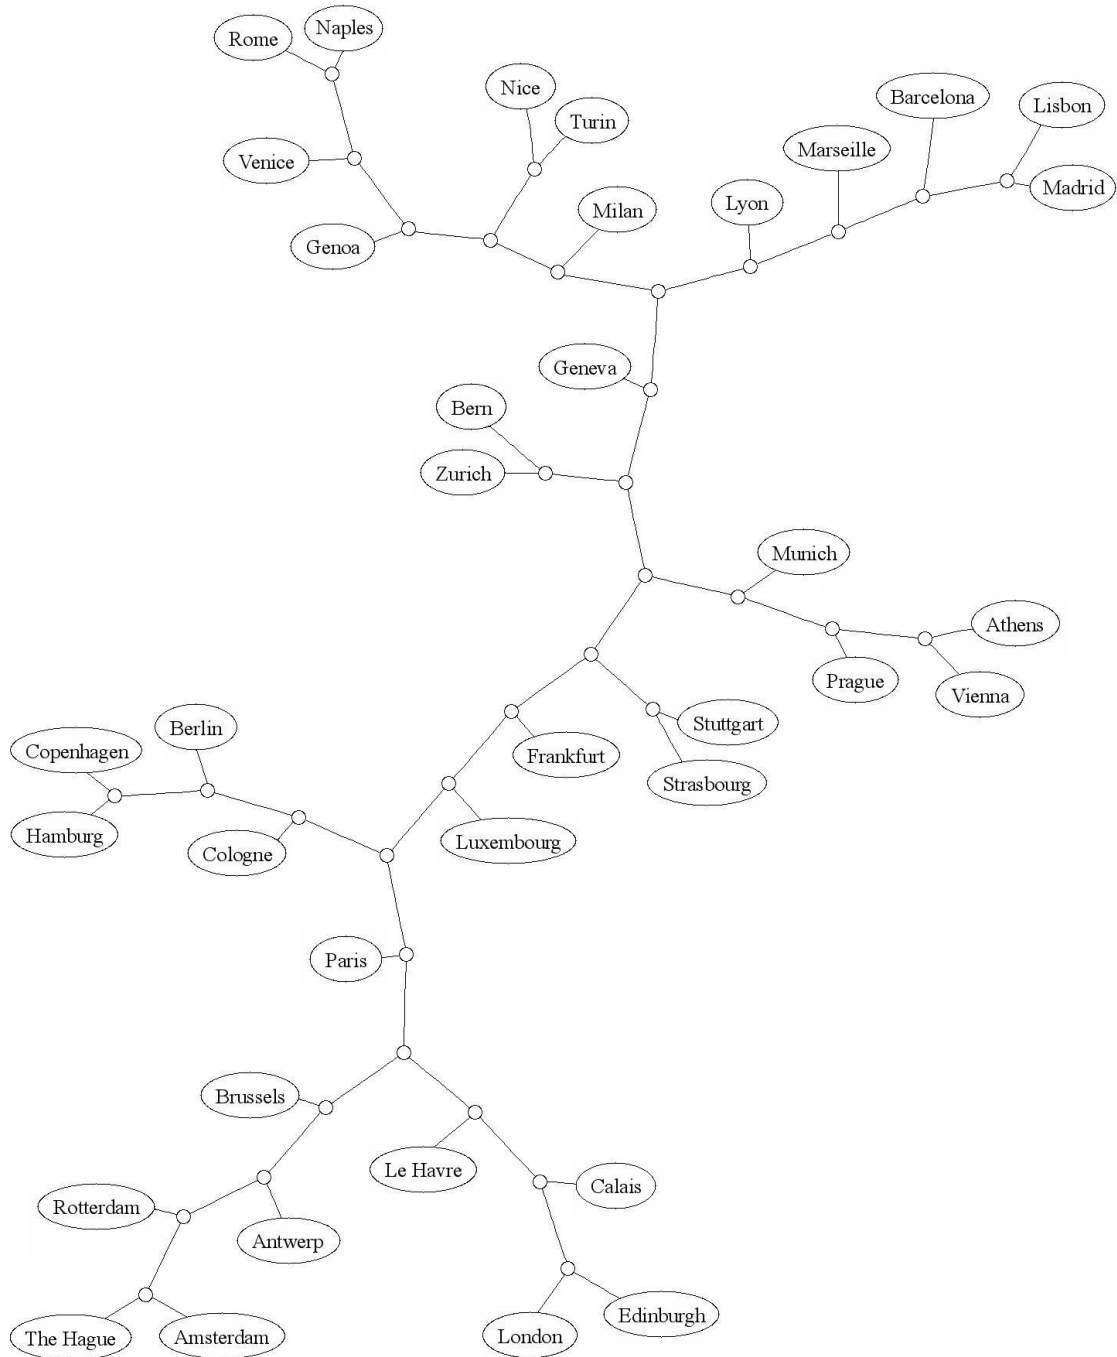 Naples
Rome
Nice
Barcelona
Lisbon
Turin
Marseille
Venice
Madrid
Lyon
Milan
Genoa
Geneva
Bern
Zurich
Munich
Athens
Prague
Vienna
Stuttgart
Berlin
Copenhagen
Frankfurt
Strasbourg
Hamburg
Luxembourg
Cologne
Paris
Brussels
Le Havre
Calais
Rotterdam
Antwerp
Edinburgh
The Hague
Amsterdam
London